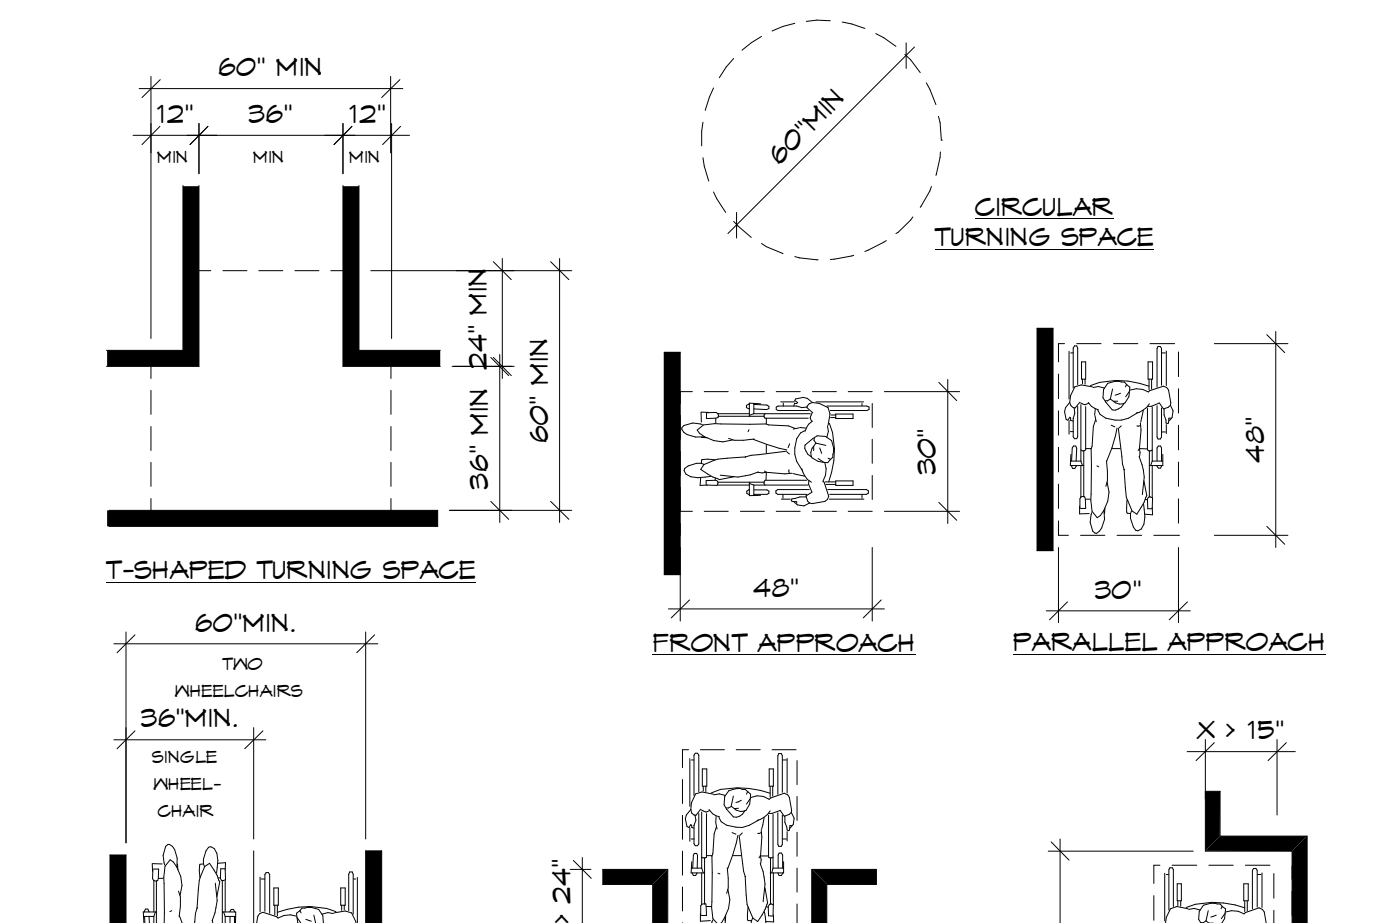 60" MIN
12" 36" 12"
MIN MIN MIN
24" MIN
36" MIN
60" MIN
T-SHAPED TURNING SPACE
60"MIN
CIRCULAR
TURNING SPACE
30"
48"
FRONT APPROACH
48"
30"
PARALLEL APPROACH
60"MIN.
TWO
WHEELCHAIRS
36"MIN.
SINGLE
WHEEL-
CHAIR
> 24"
X > 15"